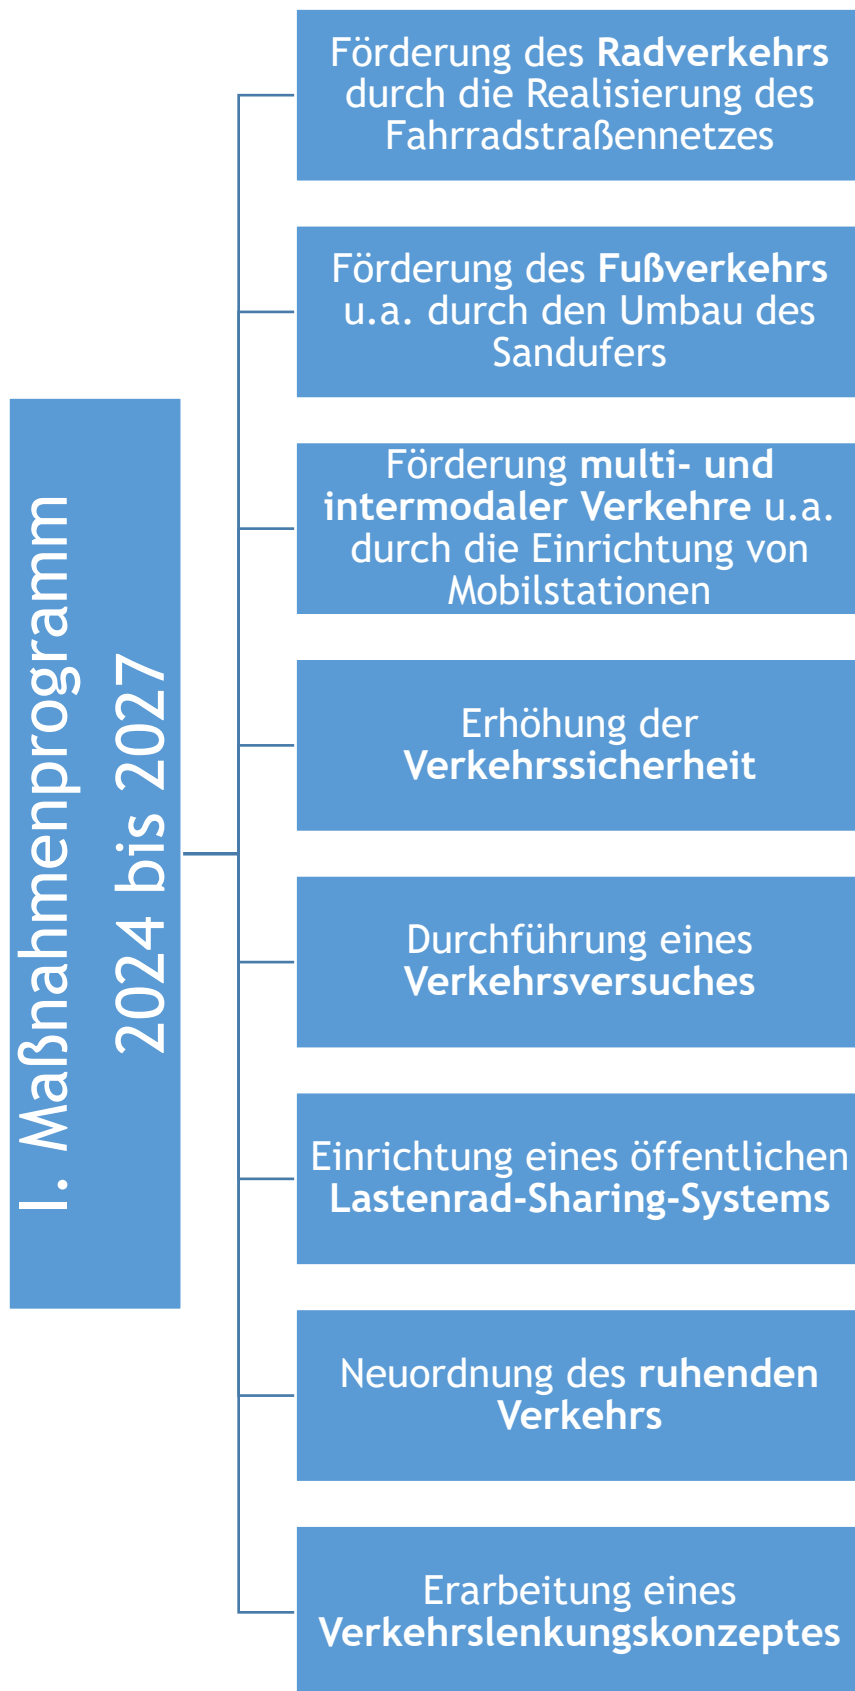 I. Maßnahmenprogramm
2024 bis 2027
Förderung des Radverkehrs
durch die Realisierung des
Fahrradstraßennetzes
Förderung des Fußverkehrs
u.a. durch den Umbau des
Sandufers
Förderung multi- und
intermodaler Verkehre u.a.
durch die Einrichtung von
Mobilstationen
Erhöhung der
Verkehrssicherheit
Durchführung eines
Verkehrsversuches
Einrichtung eines öffentlichen
Lastenrad-Sharing-Systems
Neuordnung des ruhenden
Verkehrs
Erarbeitung eines
Verkehrslenkungskonzeptes